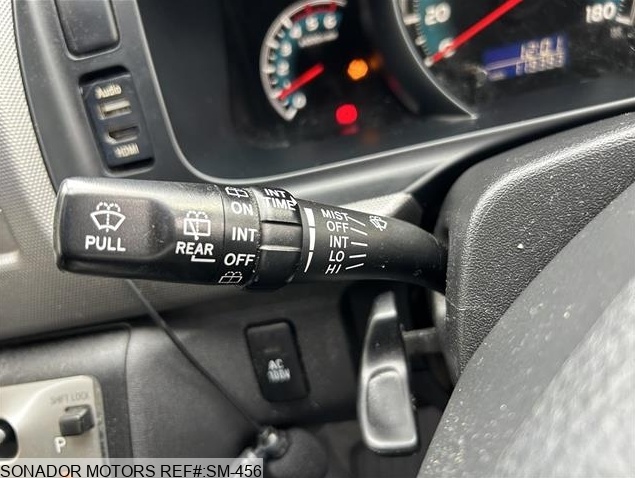 20
180
Audio
HDMI
PULL
REAR
ON
INT
OFF
INT
TIME
MIST
OFF
INT
LO
HI
AC
100V
SHIFT LOCK
P
SONADOR MOTORS REF#:SM-456